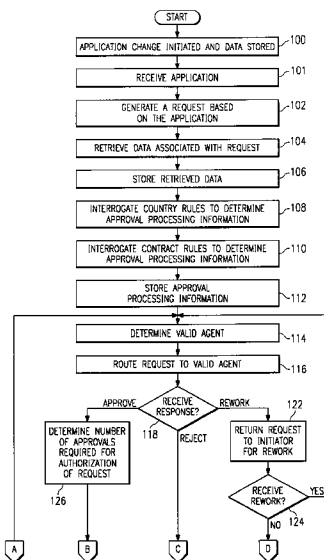 START
APPLICATION CHANGE INITIATED AND DATA STORED
100
RECEIVE APPLICATION
101
GENERATE A REQUEST BASED
ON THE APPLICATION
102
RETRIEVE DATA ASSOCIATED WITH REQUEST
104
STORE RETRIEVED DATA
106
INTERROGATE COUNTRY RULES TO DETERMINE
APPROVAL PROCESSING INFORMATION
108
INTERROGATE CONTRACT RULES TO DETERMINE
APPROVAL PROCESSING INFORMATION
110
STORE APPROVAL
PROCESSING INFORMATION
112
DETERMINE VALID AGENT
114
ROUTE REQUEST TO VALID AGENT
116
RECEIVE
RESPONSE?
118
APPROVE
REWORK
REJECT
DETERMINE NUMBER
OF APPROVALS
REQUIRED FOR
AUTHORIZATION
OF REQUEST
126
122
RETURN REQUEST
TO INITIATOR
FOR REWORK
RECEIVE
REWORK?
YES
124
NO
A
B
C
D